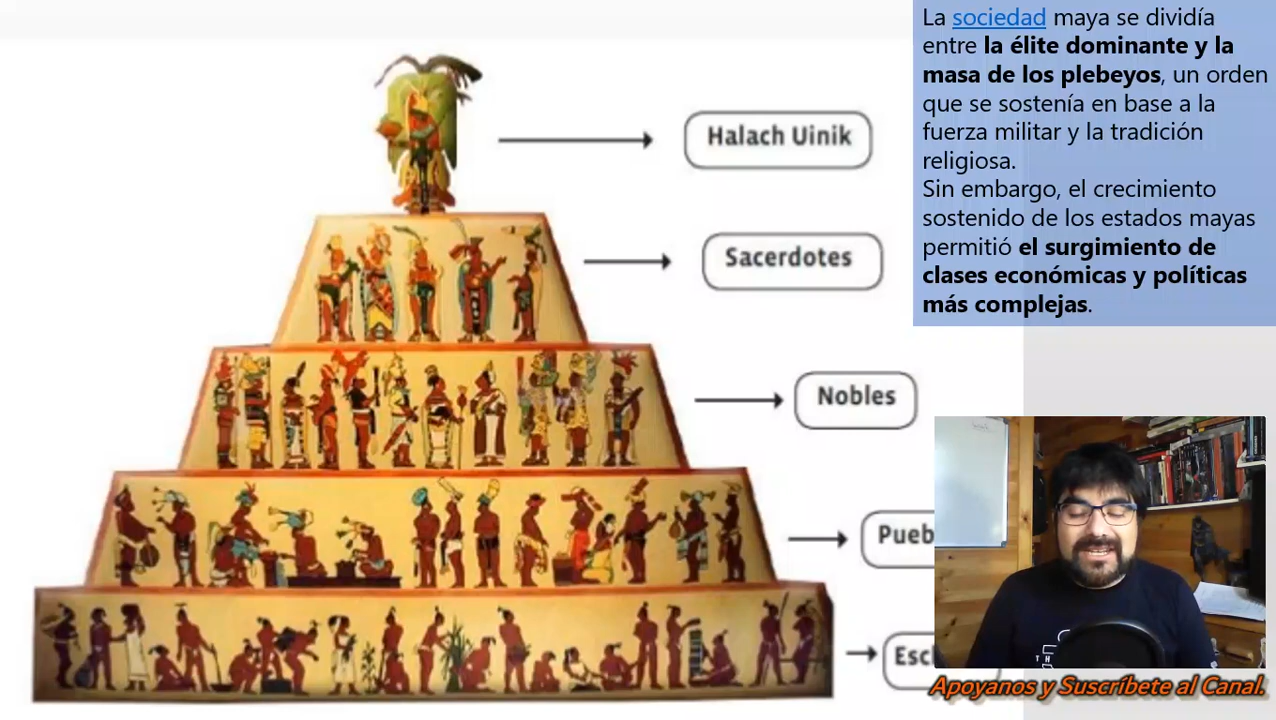 La sociedad maya se dividía
entre la élite dominante y la
masa de los plebeyos, un orden
que se sostenía en base a la
fuerza militar y la tradición
religiosa.
Sin embargo, el crecimiento
sostenido de los estados mayas
permitió el surgimiento de
clases económicas y políticas
más complejas.
Halach Uinik
Sacerdotes
Nobles
Pueb
Escl
Apoyanos y Suscríbete al Canal.